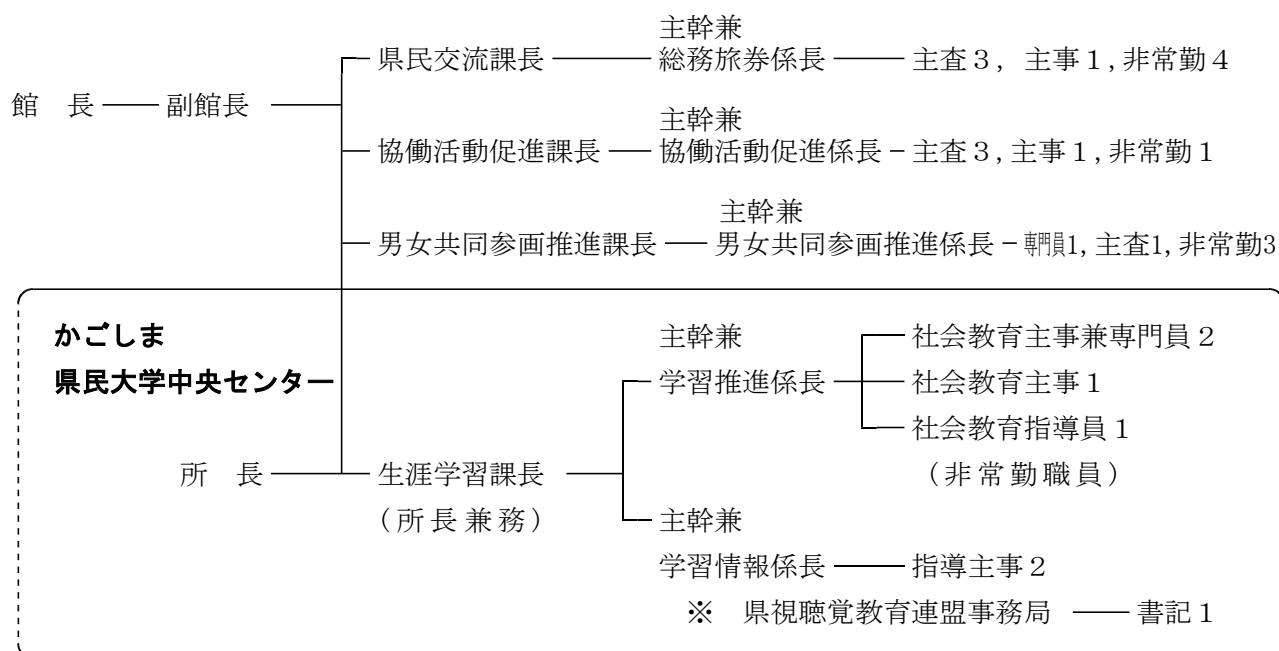 主幹兼
県民交流課長 総務旅券係長 主査3, 主事1,非常勤4
館 長 副館長
主幹兼
協働活動促進課長 協働活動促進係長 主査3,主事1,非常勤1
主幹兼
男女共同参画推進課長 男女共同参画推進係長 専門員1,主査1,非常勤3
かごしま 主幹兼 社会教育主事兼専門員2
県民大学中央センター 学習推進係長 社会教育主事1
社会教育指導員1
所 長 生涯学習課長 (非常勤職員)
(所長兼務) 主幹兼
学習情報係長 指導主事2
※ 県視聴覚教育連盟事務局 書記1